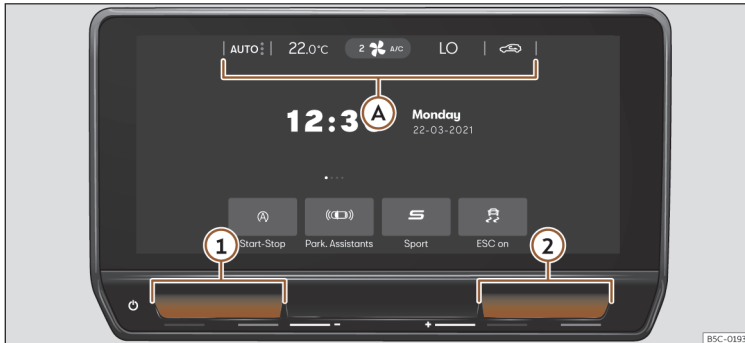 AUTO 22.0°C 2 A/C LO
A
12:3
Monday
22-03-2021
A
Start-Stop Park. Assistants Sport ESC on
1 2
- +
B5C-0193